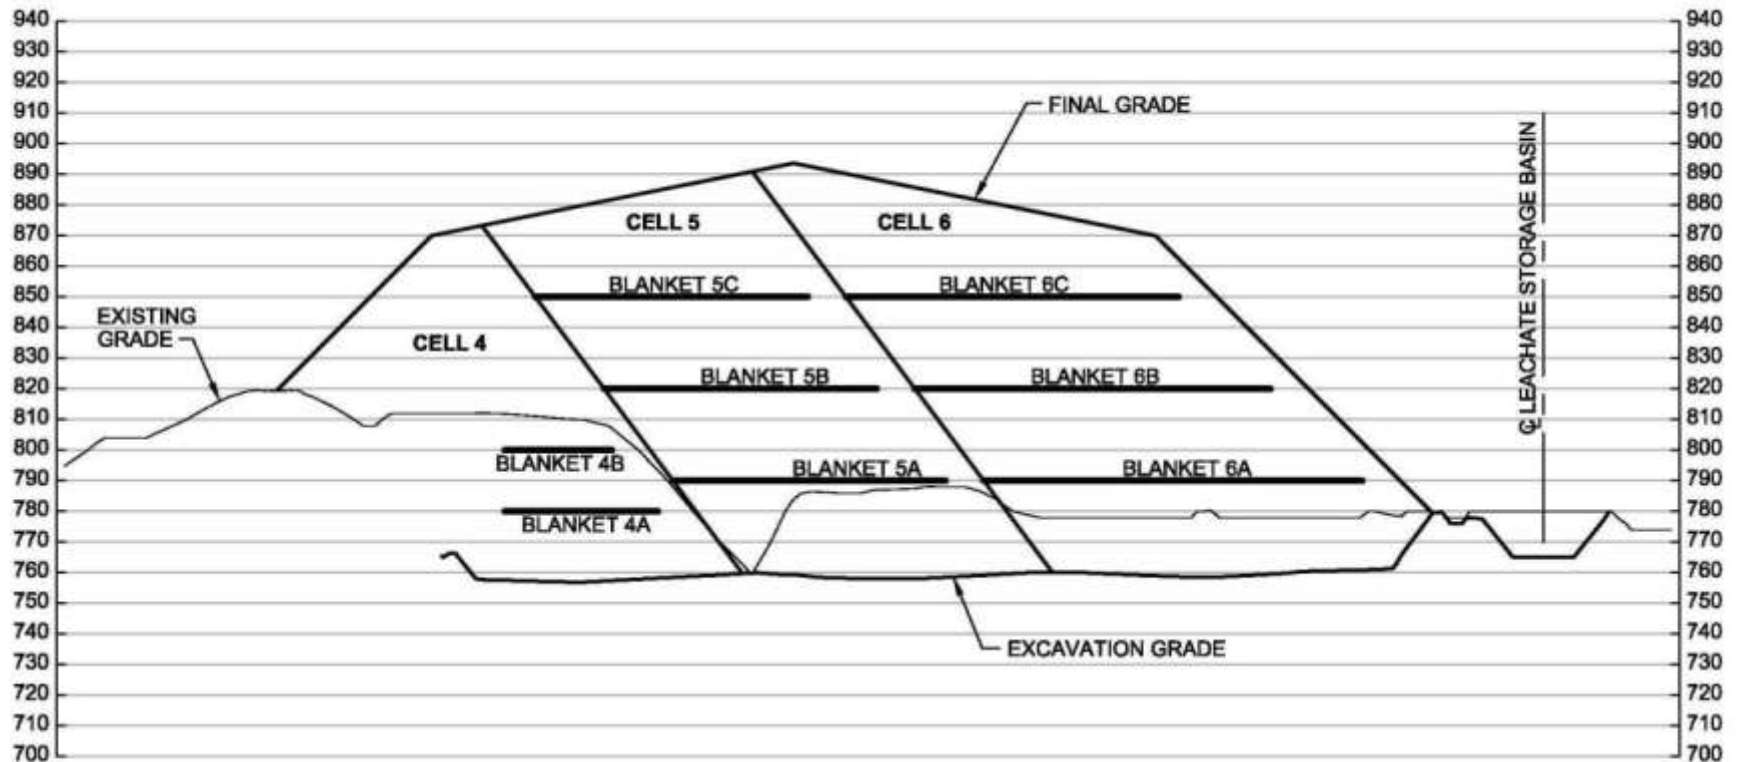 940 940
930 930
920 920
910 FINAL GRADE 910
900 900
890 890
880 880
CELL 5 CELL 6
870 870
860 860
BLANKET 5C BLANKET 6C
850 850
EXISTING
GRADE
840 840
CELL 4
830 830
BLANKET 5B BLANKET 6B
820 820
℄ LEACHATE STORAGE BASIN
810 810
800 800
BLANKET 4B BLANKET 5A BLANKET 6A
790 790
780 780
BLANKET 4A
770 770
760 760
750 750
740 740
EXCAVATION GRADE
730 730
720 720
710 710
700 700